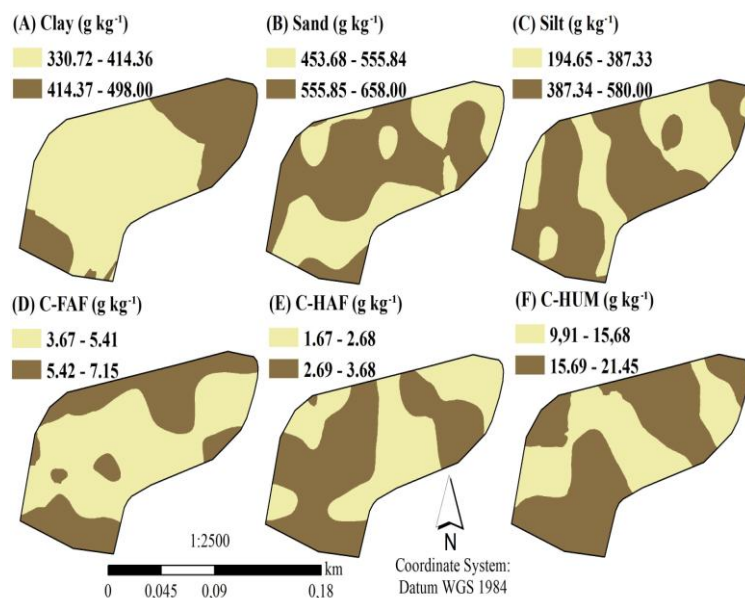 (A) Clay (g kg⁻¹)
330.72 - 414.36
414.37 - 498.00
(B) Sand (g kg⁻¹)
453.68 - 555.84
555.85 - 658.00
(C) Silt (g kg⁻¹)
194.65 - 387.33
387.34 - 580.00
(D) C-FAF (g kg⁻¹)
3.67 - 5.41
5.42 - 7.15
(E) C-HAF (g kg⁻¹)
1.67 - 2.68
2.69 - 3.68
(F) C-HUM (g kg⁻¹)
9,91 - 15,68
15.69 - 21.45
1:2500
km
0 0,045 0,09 0,18
N
Coordinate System:
Datum WGS 1984